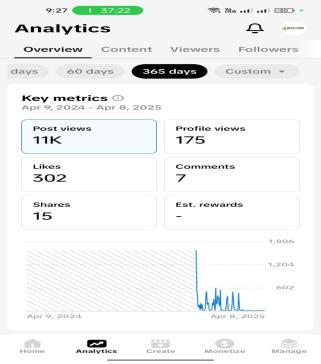 9:27
37:22
Analytics
Overview Content Viewers Followers
days 60 days 365 days Custom
Key metrics
Apr 9, 2024 - Apr 8, 2025
Post views Profile views
11K 175
Likes Comments
302 7
Shares Est. rewards
15 -
1,806
1,204
602
Apr 9, 2024 Apr 8, 2025
Home Analytics Create Monetize Manage